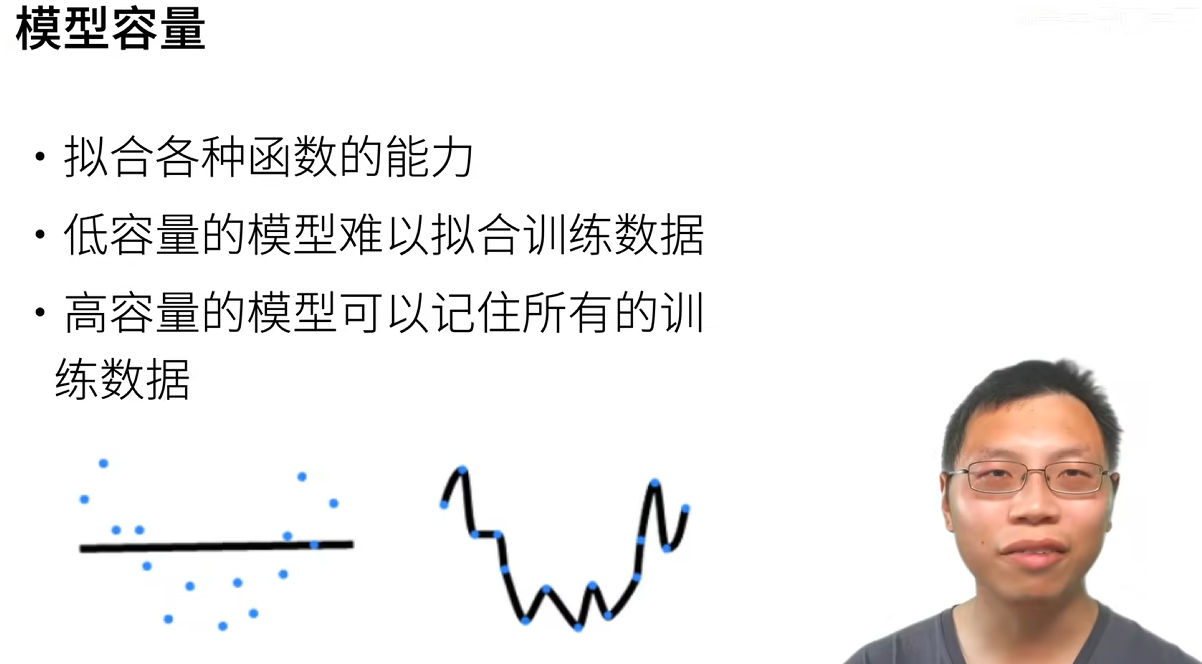 模型容量
• 拟合各种函数的能力
• 低容量的模型难以拟合训练数据
• 高容量的模型可以记住所有的训
练数据